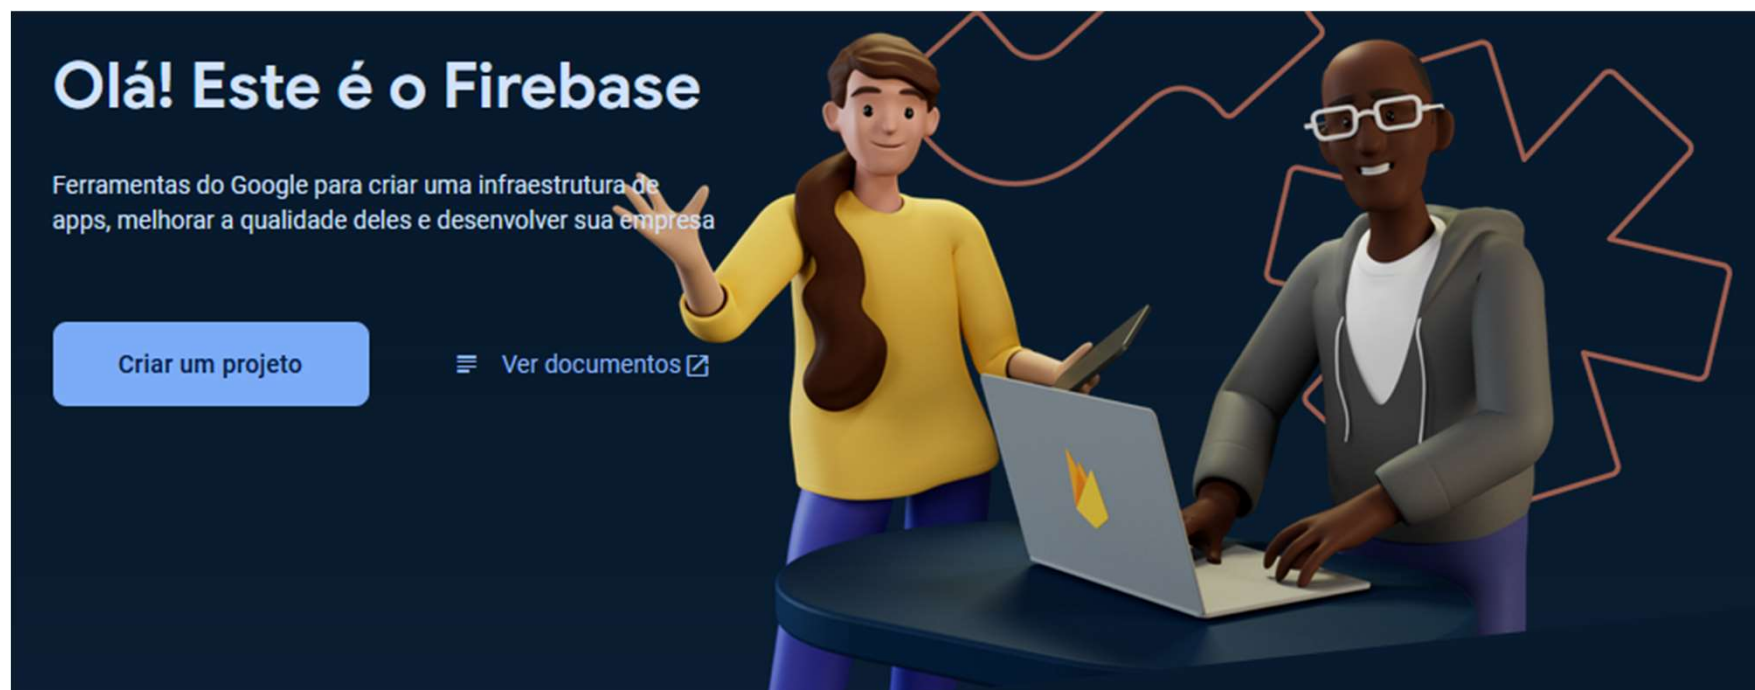 Olá! Este é o Firebase
Ferramentas do Google para criar uma infraestrutura de
apps, melhorar a qualidade deles e desenvolver sua empresa
Criar um projeto
Ver documentos